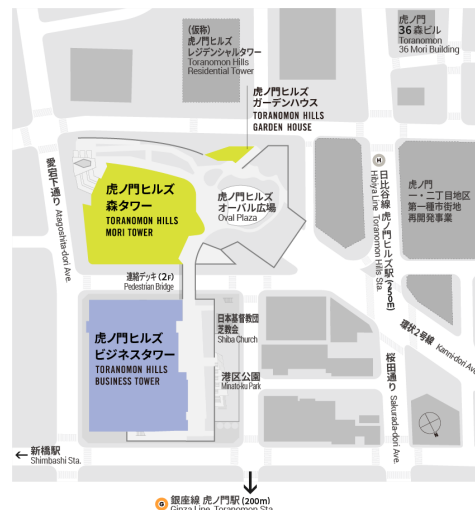 (仮称)
虎ノ門ヒルズ
レジデンシャルタワー
Toranomon Hills
Residential Tower
虎ノ門
36 森ビル
Toranomon
36 Mori Building
虎ノ門ヒルズ
ガーデンハウス
TORANOMON HILLS
GARDEN HOUSE
愛宕下通り
Atagoshita-dori Ave.
虎ノ門ヒルズ
森タワー
TORANOMON HILLS
MORI TOWER
虎ノ門ヒルズ
オーバル広場
Oval Plaza
H
日比谷線 虎ノ門ヒルズ駅(250m)
Hibiya Line, Toranomon Hills Sta.
虎ノ門
一・二丁目地区
第一種市街地
再開発事業
連絡デッキ(2F)
Pedestrian Bridge
虎ノ門ヒルズ
ビジネスタワー
TORANOMON HILLS
BUSINESS TOWER
日本基督教団
芝教会
Shiba Church
港区公園
Minato-ku Park
環状2号線 Kanni-dori Ave
桜田通り Sakurada-dori Ave.
新橋駅
Shimbashi Sta.
G 銀座線 虎ノ門駅(200m)
Ginza Line, Toranomon Sta.